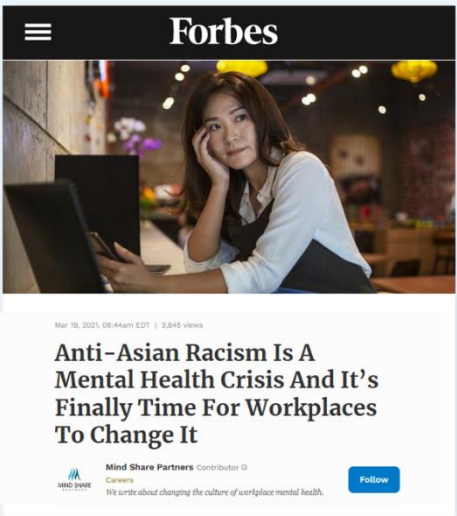 Forbes
Mar 18, 2021, 08:44am EDT | 3,845 views
Anti-Asian Racism Is A
Mental Health Crisis And It's
Finally Time For Workplaces
To Change It
Mind Share Partners Contributor
Careers
We write about changing the culture of workplace mental health.
MIND SHARE
PARTNERS
Follow